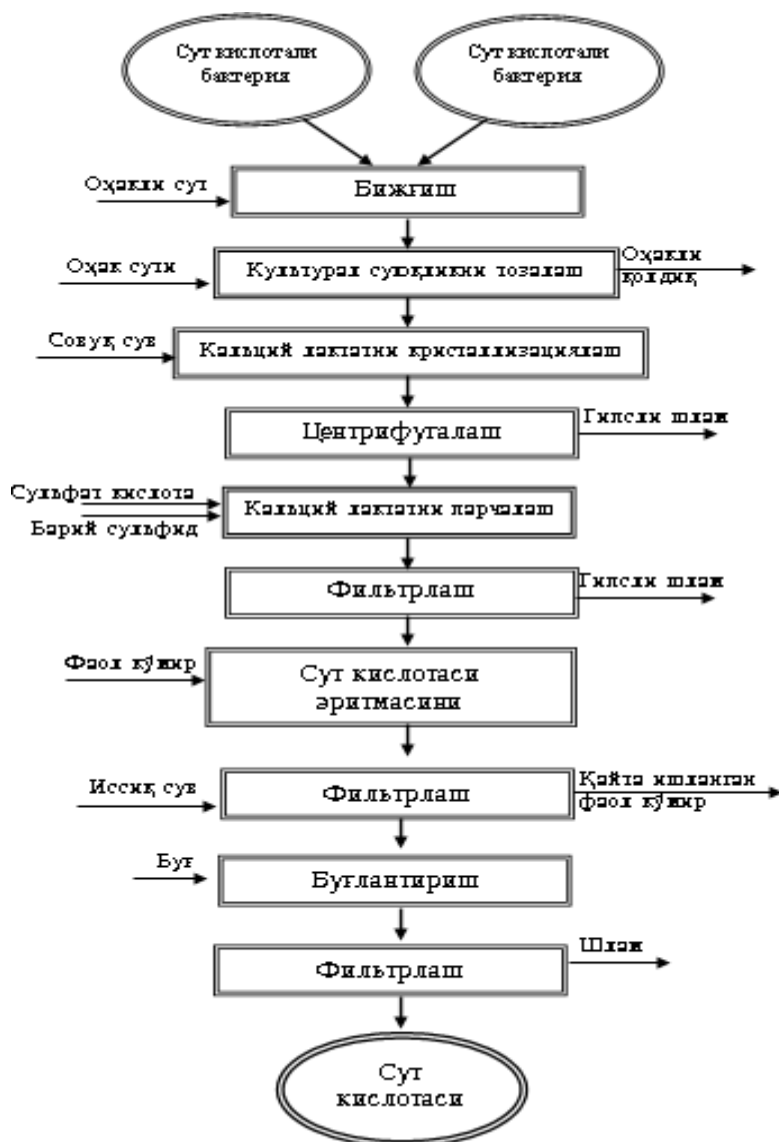 Сут кислотали
бактерия
Сут кислотали
бактерия
Оҳакли сут
Бижғиш
Оҳак сути
Культурал суюқликни тозалаш
Оҳакли
қолдиқ
Совуқ сув
Кальций лактатни кристаллизациялаш
Центрифугалаш
Гипсли шлам
Сульфат кислота
Барий сульфид
Кальций лактатни парчалаш
Фильтрлаш
Гипсли шлам
Фаол кўмир
Сут кислотаси
эритмасини
Иссиқ сув
Фильтрлаш
Қайта ишланган
фаол кўмир
Буғ
Буғлантириш
Фильтрлаш
Шлам
Сут
кислотаси